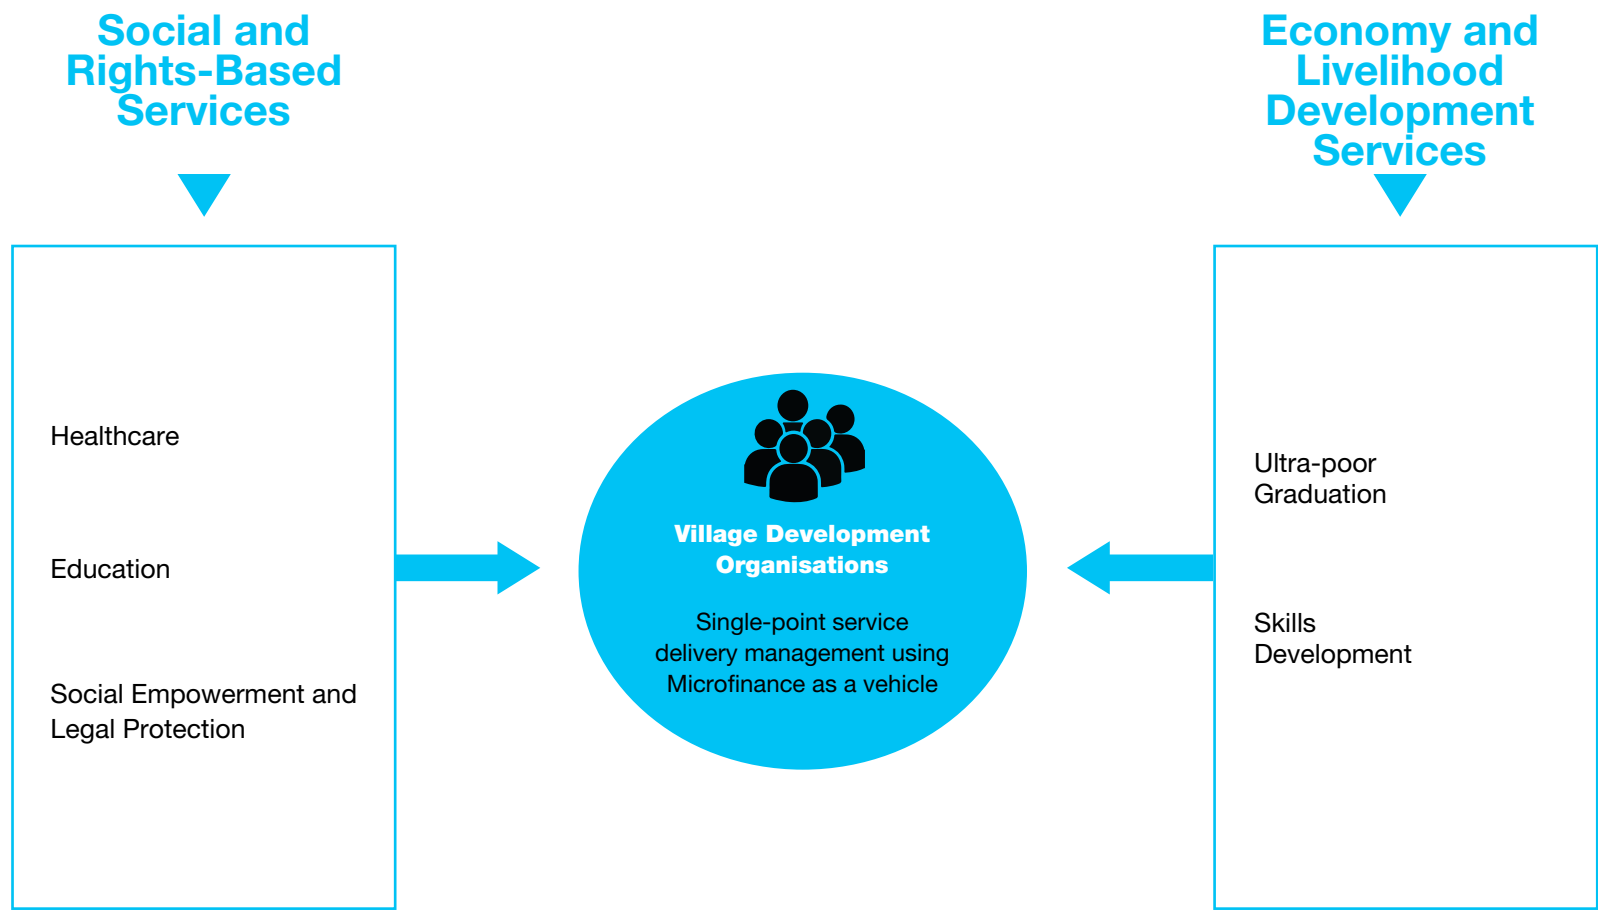 Social and
Rights-Based
Services
Healthcare
Education
Social Empowerment and
Legal Protection
Village Development
Organisations
Single-point service
delivery management using
Microfinance as a vehicle
Economy and
Livelihood
Development
Services
Ultra-poor
Graduation
Skills
Development